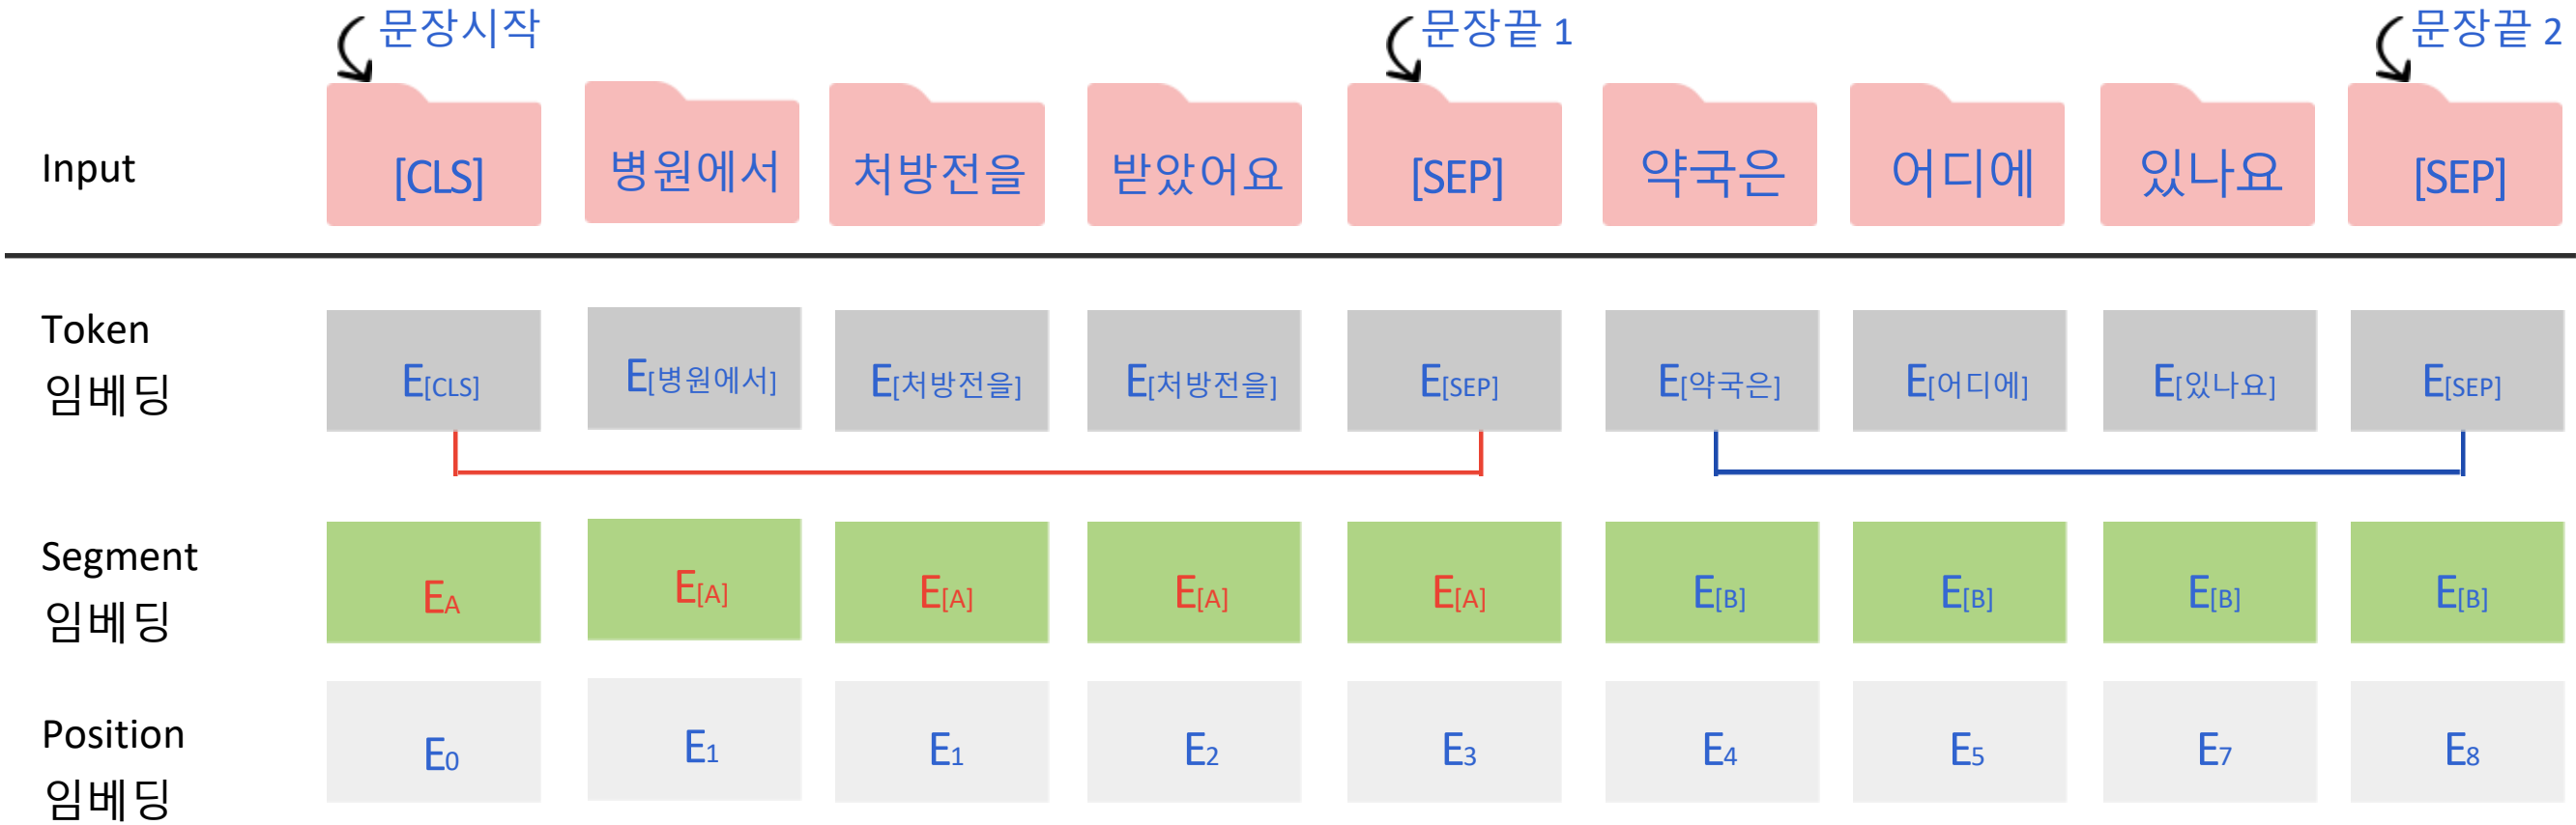 문장시작 문장끝 1 문장끝 2
Input [CLS] 병원에서 처방전을 받았어요 [SEP] 약국은 어디에 있나요 [SEP]
Token
임베딩
E[CLS] E[병원에서] E[처방전을] E[처방전을] E[SEP] E[약국은] E[어디에] E[있나요] E[SEP]
Segment
임베딩
EA E[A] E[A] E[A] E[A] E[B] E[B] E[B] E[B]
Position
임베딩
E0 E1 E1 E2 E3 E4 E5 E7 E8